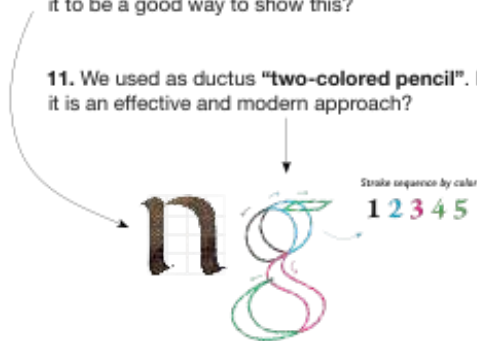 it to be a good way to show this?
11. We used as ductus “two-colored pencil”.
it is an effective and modern approach?
Stroke sequence by color
1 2 3 4 5
n g